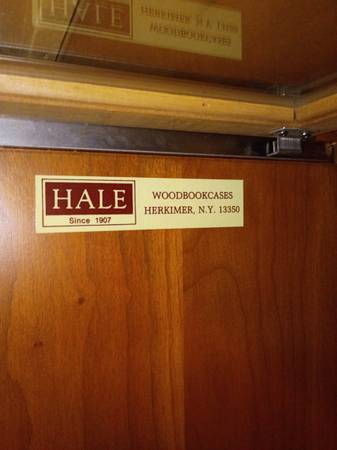 HALE
Since 1907
WOODBOOKCASES
HERKIMER, N.Y. 13350